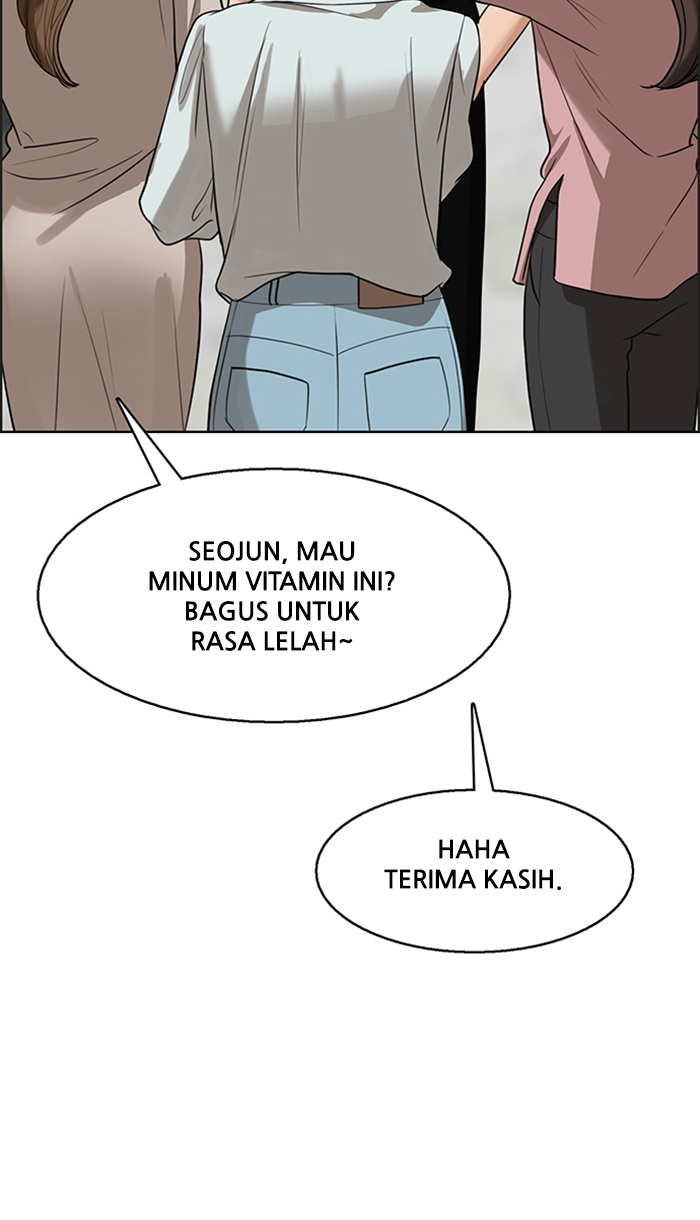 SEOJUN, MAU
MINUM VITAMIN INI?
BAGUS UNTUK
RASA LELAH~
HAHA
TERIMA KASIH.